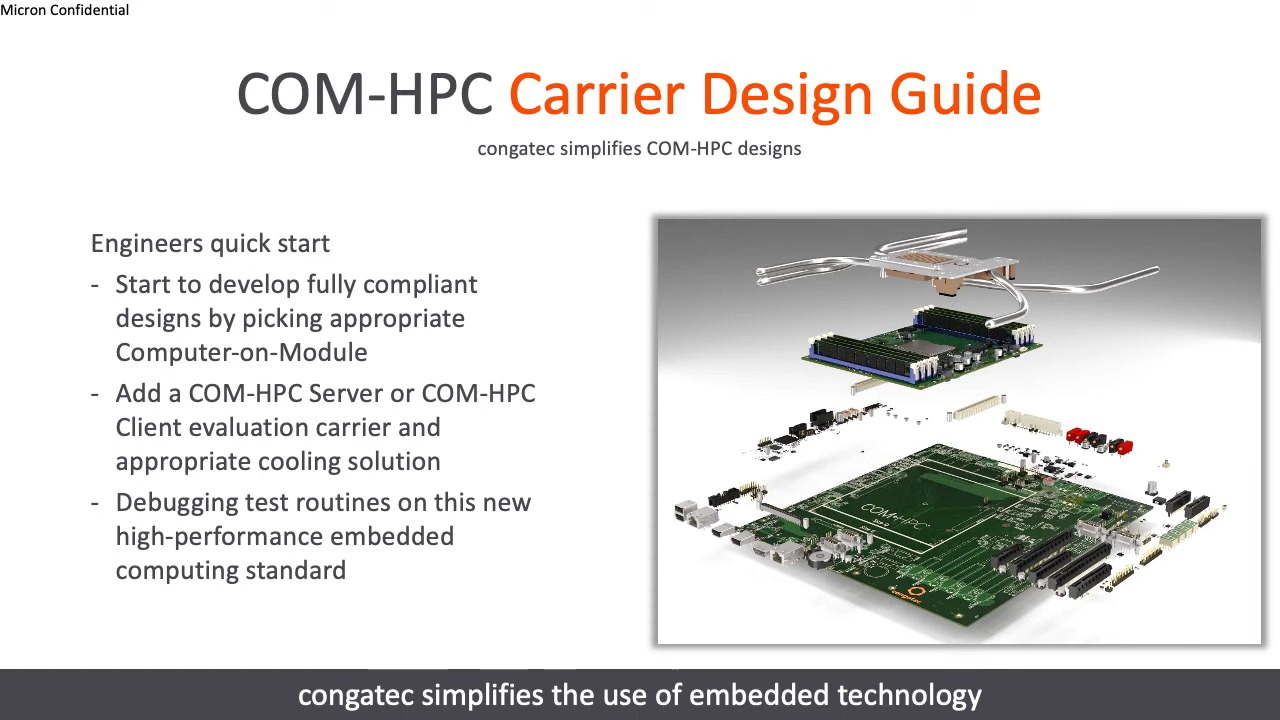 Micron Confidential
COM-HPC Carrier Design Guide
congatec simplifies COM-HPC designs
Engineers quick start
- Start to develop fully compliant
designs by picking appropriate
Computer-on-Module
- Add a COM-HPC Server or COM-HPC
Client evaluation carrier and
appropriate cooling solution
- Debugging test routines on this new
high-performance embedded
computing standard
COM-HPC
congatec
congatec simplifies the use of embedded technology